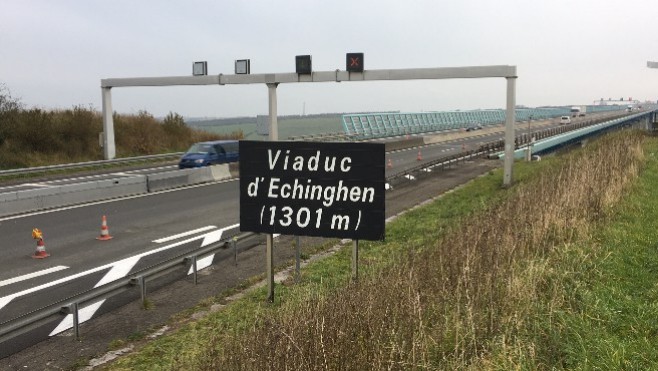 Viaduc
d'Echinghen
(1301 m)